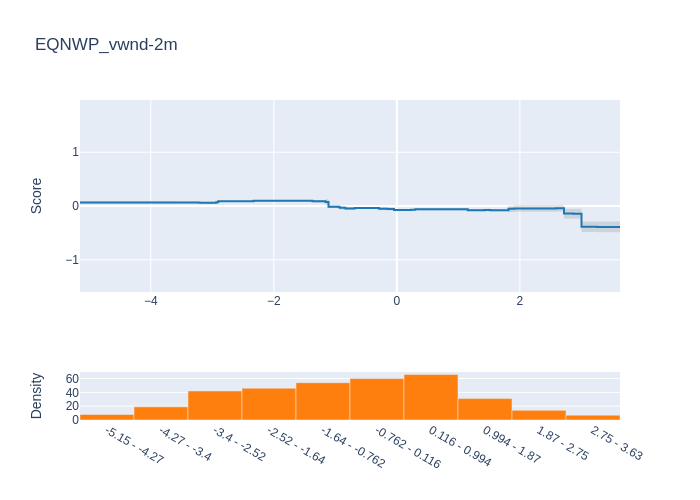 EQNWP_vwnd-2m
Score
1
0
−1
−4
−2
0
2
Density
60
40
20
0
-5.15 - -4.27
-4.27 - -3.4
-3.4 - -2.52
-2.52 - -1.64
-1.64 - -0.762
-0.762 - 0.116
0.116 - 0.994
0.994 - 1.87
1.87 - 2.75
2.75 - 3.63